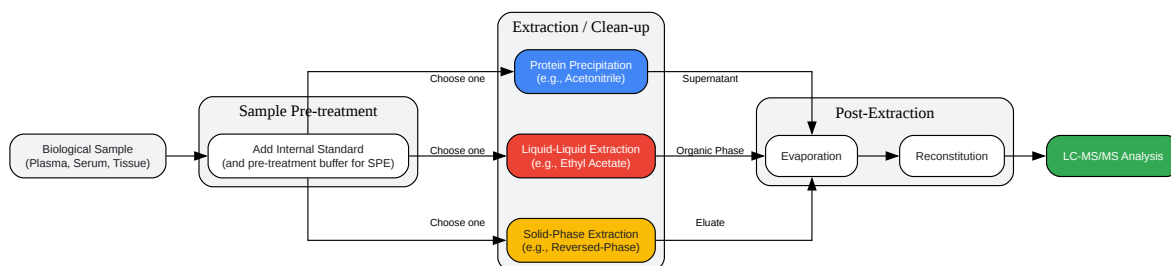 Extraction / Clean-up
Protein Precipitation
(e.g., Acetonitrile)
Choose one
Supernatant
Sample Pre-treatment
Post-Extraction
Biological Sample
(Plasma, Serum, Tissue)
Add Internal Standard
(and pre-treatment buffer for SPE)
Choose one
Liquid-Liquid Extraction
(e.g., Ethyl Acetate)
Organic Phase
Evaporation
Reconstitution
LC-MS/MS Analysis
Choose one
Solid-Phase Extraction
(e.g., Reversed-Phase)
Eluate